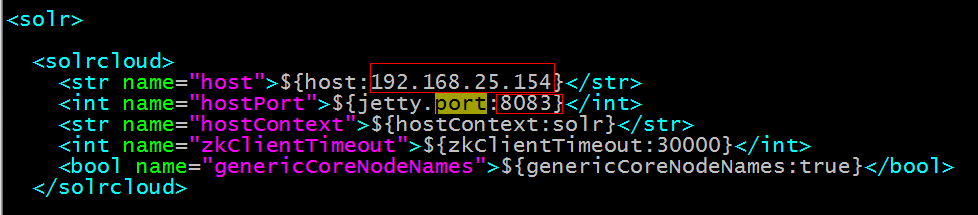 <solr>
<solrcloud>
<str name="host">${host:192.168.25.154}</str>
<int name="hostPort">${jetty.port:8083}</int>
<str name="hostContext">${hostContext:solr}</str>
<int name="zkClientTimeout">${zkClientTimeout:30000}</int>
<bool name="genericCoreNodeNames">${genericCoreNodeNames:true}</bool>
</solrcloud>